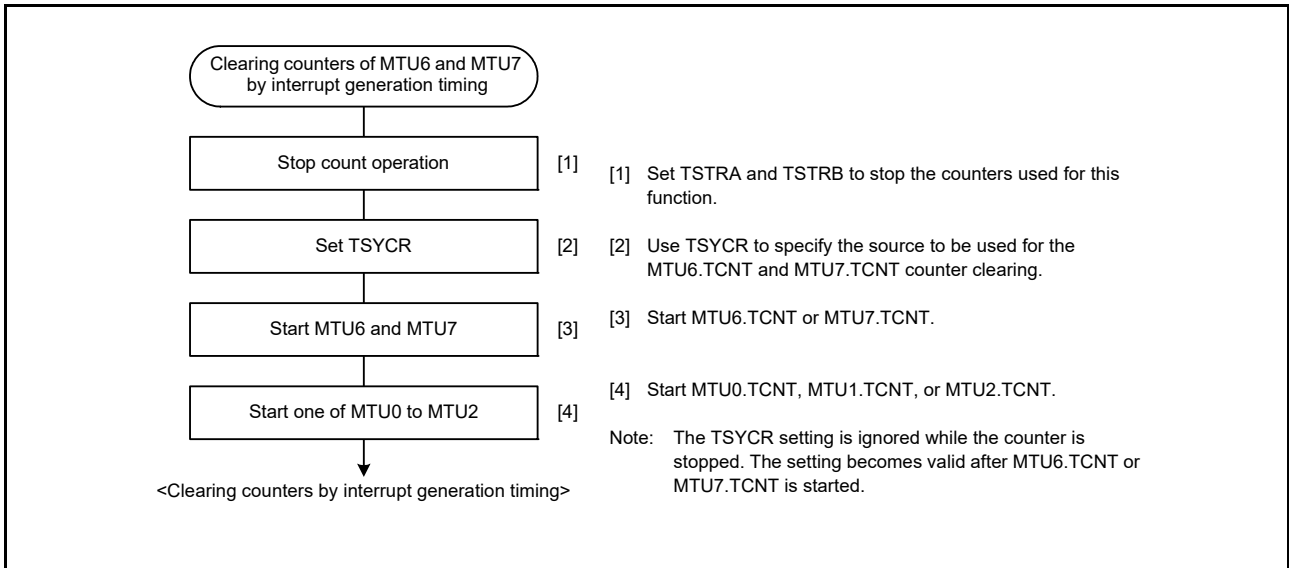 Clearing counters of MTU6 and MTU7
by interrupt generation timing
Stop count operation
[1]
Set TSYCR
[2]
Start MTU6 and MTU7
[3]
Start one of MTU0 to MTU2
[4]
<Clearing counters by interrupt generation timing>
[1] Set TSTRA and TSTRB to stop the counters used for this
function.
[2] Use TSYCR to specify the source to be used for the
MTU6.TCNT and MTU7.TCNT counter clearing.
[3] Start MTU6.TCNT or MTU7.TCNT.
[4] Start MTU0.TCNT, MTU1.TCNT, or MTU2.TCNT.
Note: The TSYCR setting is ignored while the counter is
stopped. The setting becomes valid after MTU6.TCNT or
MTU7.TCNT is started.